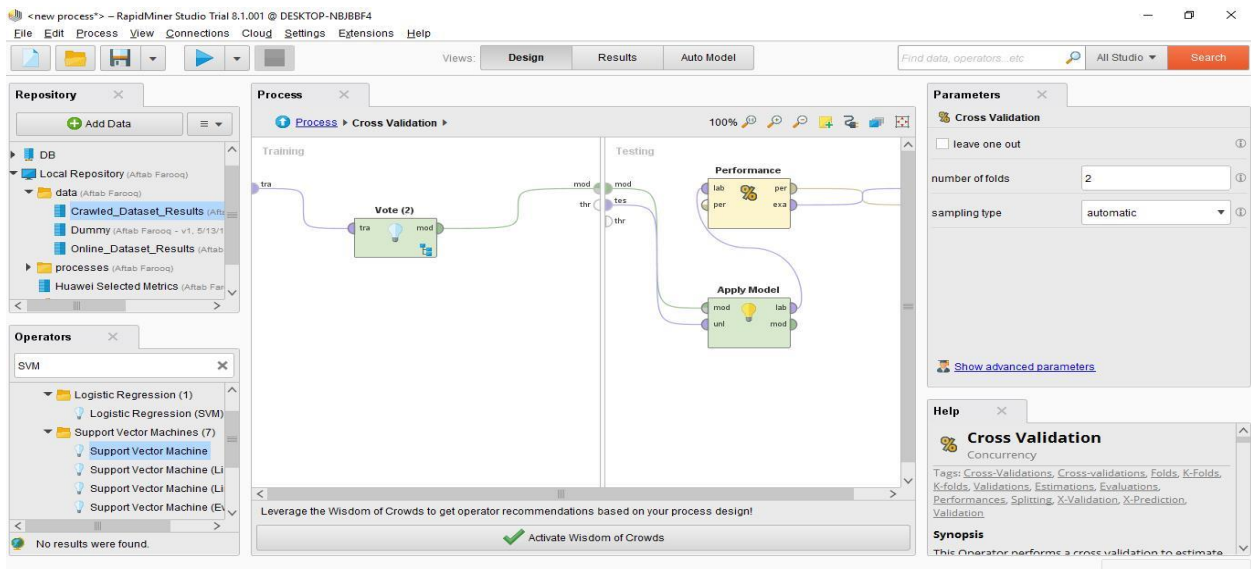 <new process*> – RapidMiner Studio Trial 8.1.001 @ DESKTOP-NBJBBF4
File Edit Process View Connections Cloud Settings Extensions Help
Views: Design Results Auto Model
Find data, operators...etc
All Studio
Search
Repository
Add Data
DB
Local Repository (Aftab Farooq)
data (Aftab Farooq)
Crawled_Dataset_Results
Dummy (Aftab Farooq - v1, 5/13/1
Online_Dataset_Results (Aftab
processes (Aftab Farooq)
Huawei Selected Metrics (Aftab Far
Operators
SVM
Logistic Regression (1)
Logistic Regression (SVM)
Support Vector Machines (7)
Support Vector Machine
Support Vector Machine (Li
Support Vector Machine (Li
Support Vector Machine (Ev
No results were found.
Process
Process Cross Validation
100%
Training
tra
Vote (2)
tra mod
mod
thr
Testing
mod
tes
thr
Performance
lab per
per exa
Apply Model
mod lab
unl mod
Leverage the Wisdom of Crowds to get operator recommendations based on your process design!
Activate Wisdom of Crowds
Parameters
Cross Validation
leave one out
number of folds 2
sampling type automatic
Show advanced parameters
Help
Cross Validation
Concurrency
Tags: Cross-Validations, Cross-validations, Folds, K-Folds,
K-folds, Validations, Estimations, Evaluations,
Performances, Splitting, X-Validation, X-Prediction,
Validation
Synopsis
This Operator performs a cross validation to estimate